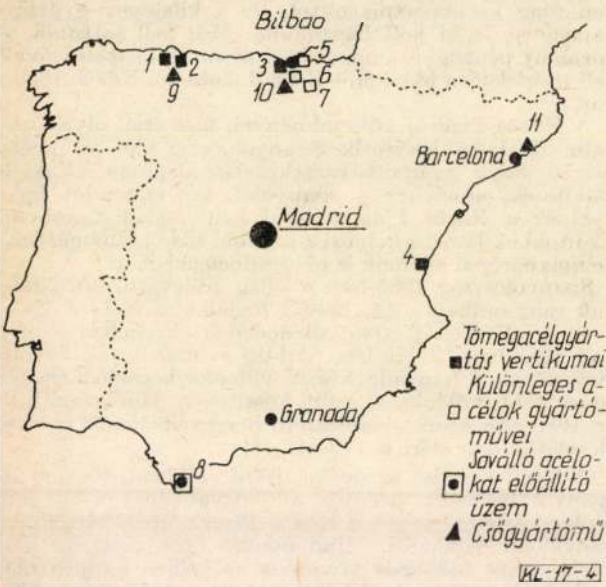 Bilbao
1
2
3
5
6
7
9
10
11
Barcelona
Madrid
4
Granada
8
Tömegacélgyár-
tás vertikumai
Különleges a-
célok gyártó-
művei
Saválló acélo-
kat előállító
üzem
Csőgyártómű
KL-17-4